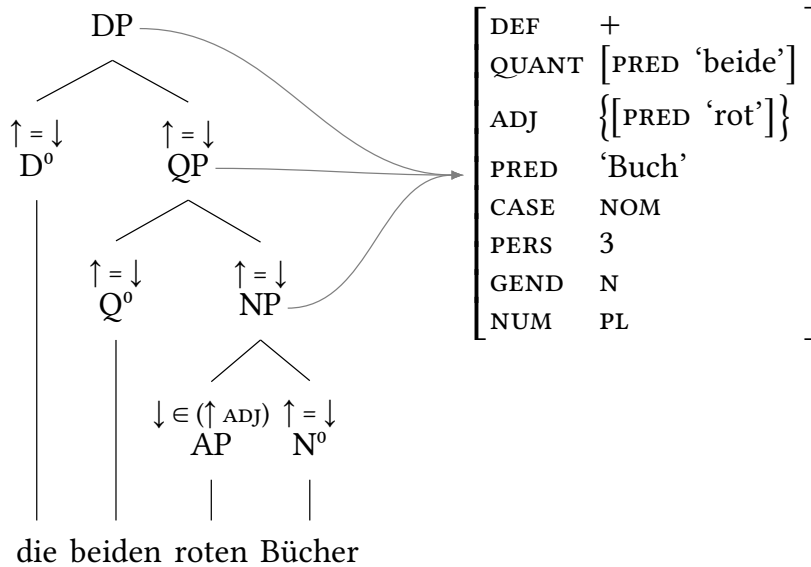 DP
↑ = ↓ ↑ = ↓
D⁰ QP
↑ = ↓ ↑ = ↓
Q⁰ NP
↓ ∈ (↑ ADJ) ↑ = ↓
AP N⁰
die beiden roten Bücher
DEF +
QUANT [PRED ‘beide’]
ADJ {[PRED ‘rot’]}
PRED ‘Buch’
CASE NOM
PERS 3
GEND N
NUM PL